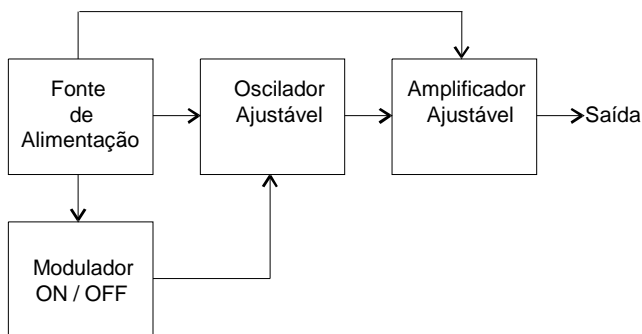 Fonte
de
Alimentação
Oscilador
Ajustável
Amplificador
Ajustável
Saída
Modulador
ON / OFF